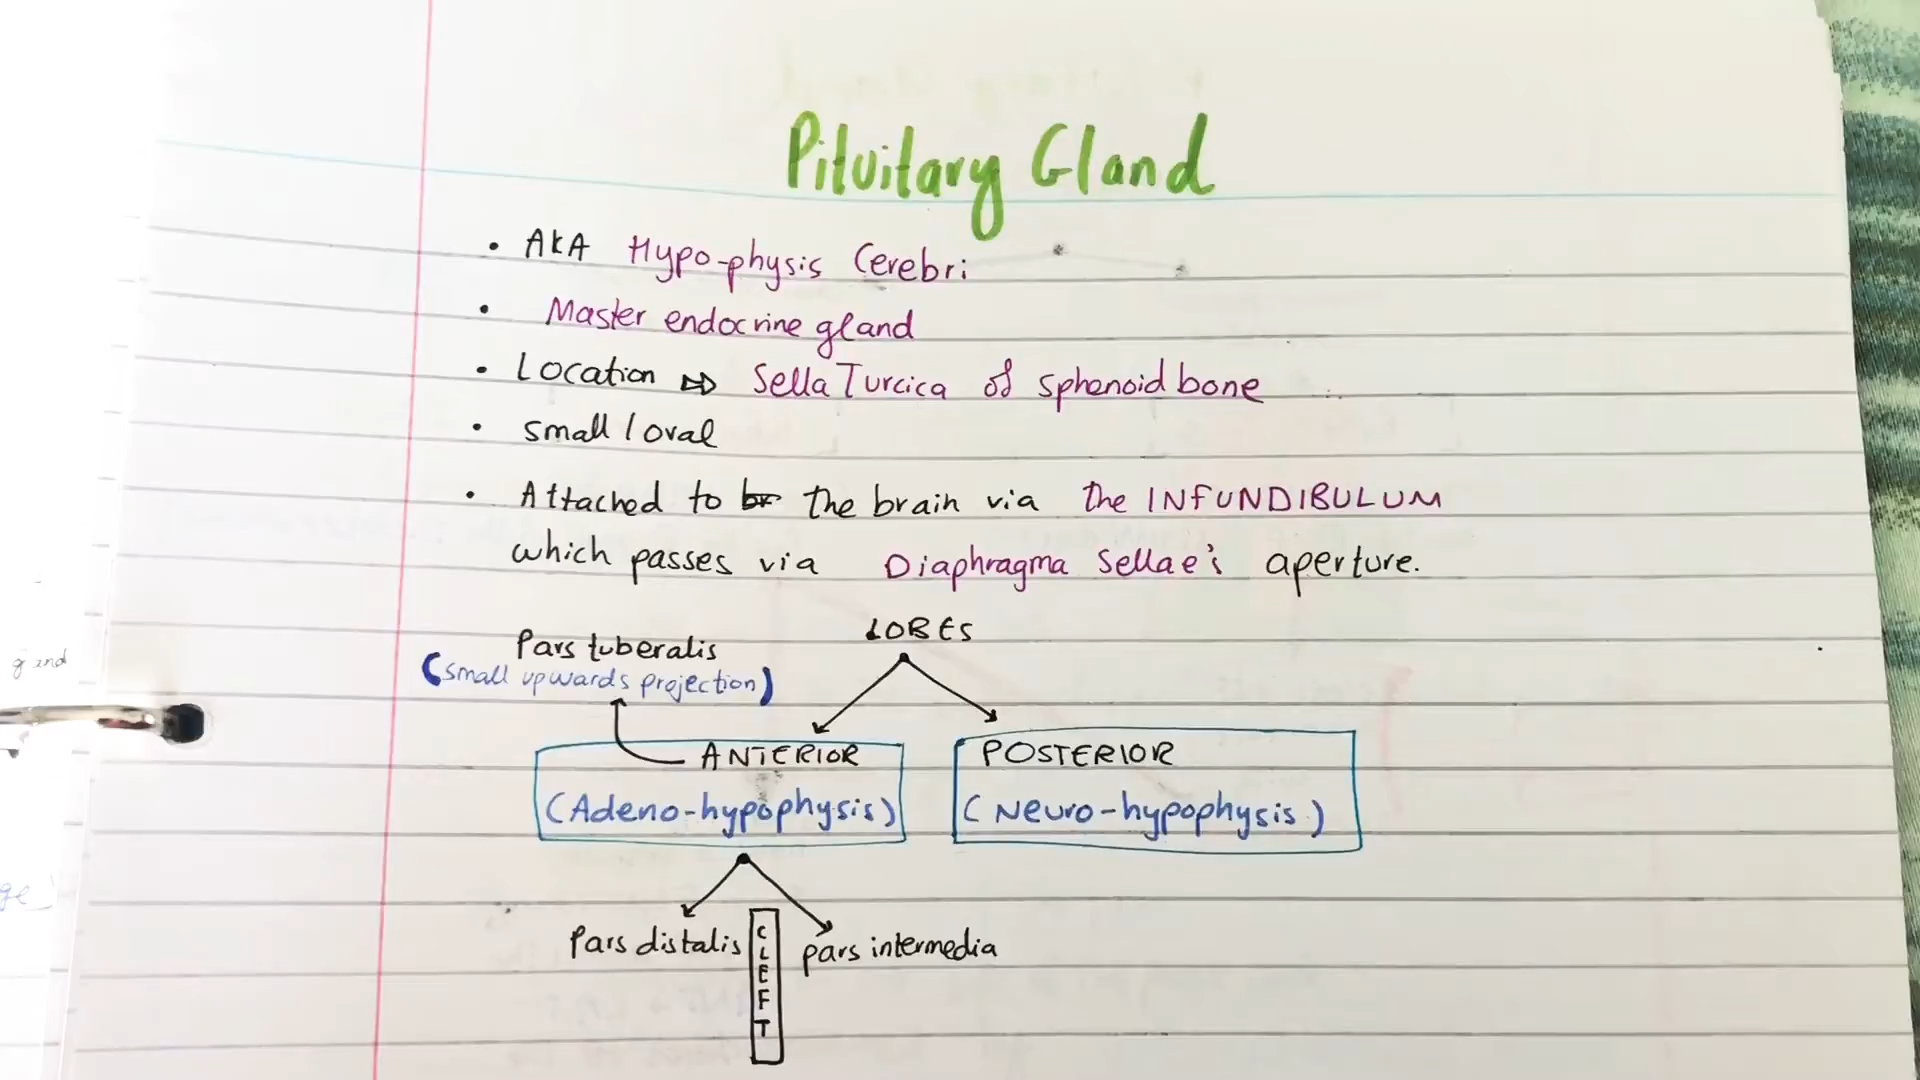 Pituitary Gland
• AKA Hypo-physis Cerebri
• Master endocrine gland
• Location ⇨ Sella Turcica of sphenoid bone
• small / oval
• Attached to br the brain via the INFUNDIBULUM
which passes via Diaphragma Sellae's aperture.
LOBES
Pars tuberalis
(small upwards projection)
ANTERIOR
(Adeno-hypophysis)
POSTERIOR
(Neuro-hypophysis)
Pars distalis
CLEFT
pars intermedia